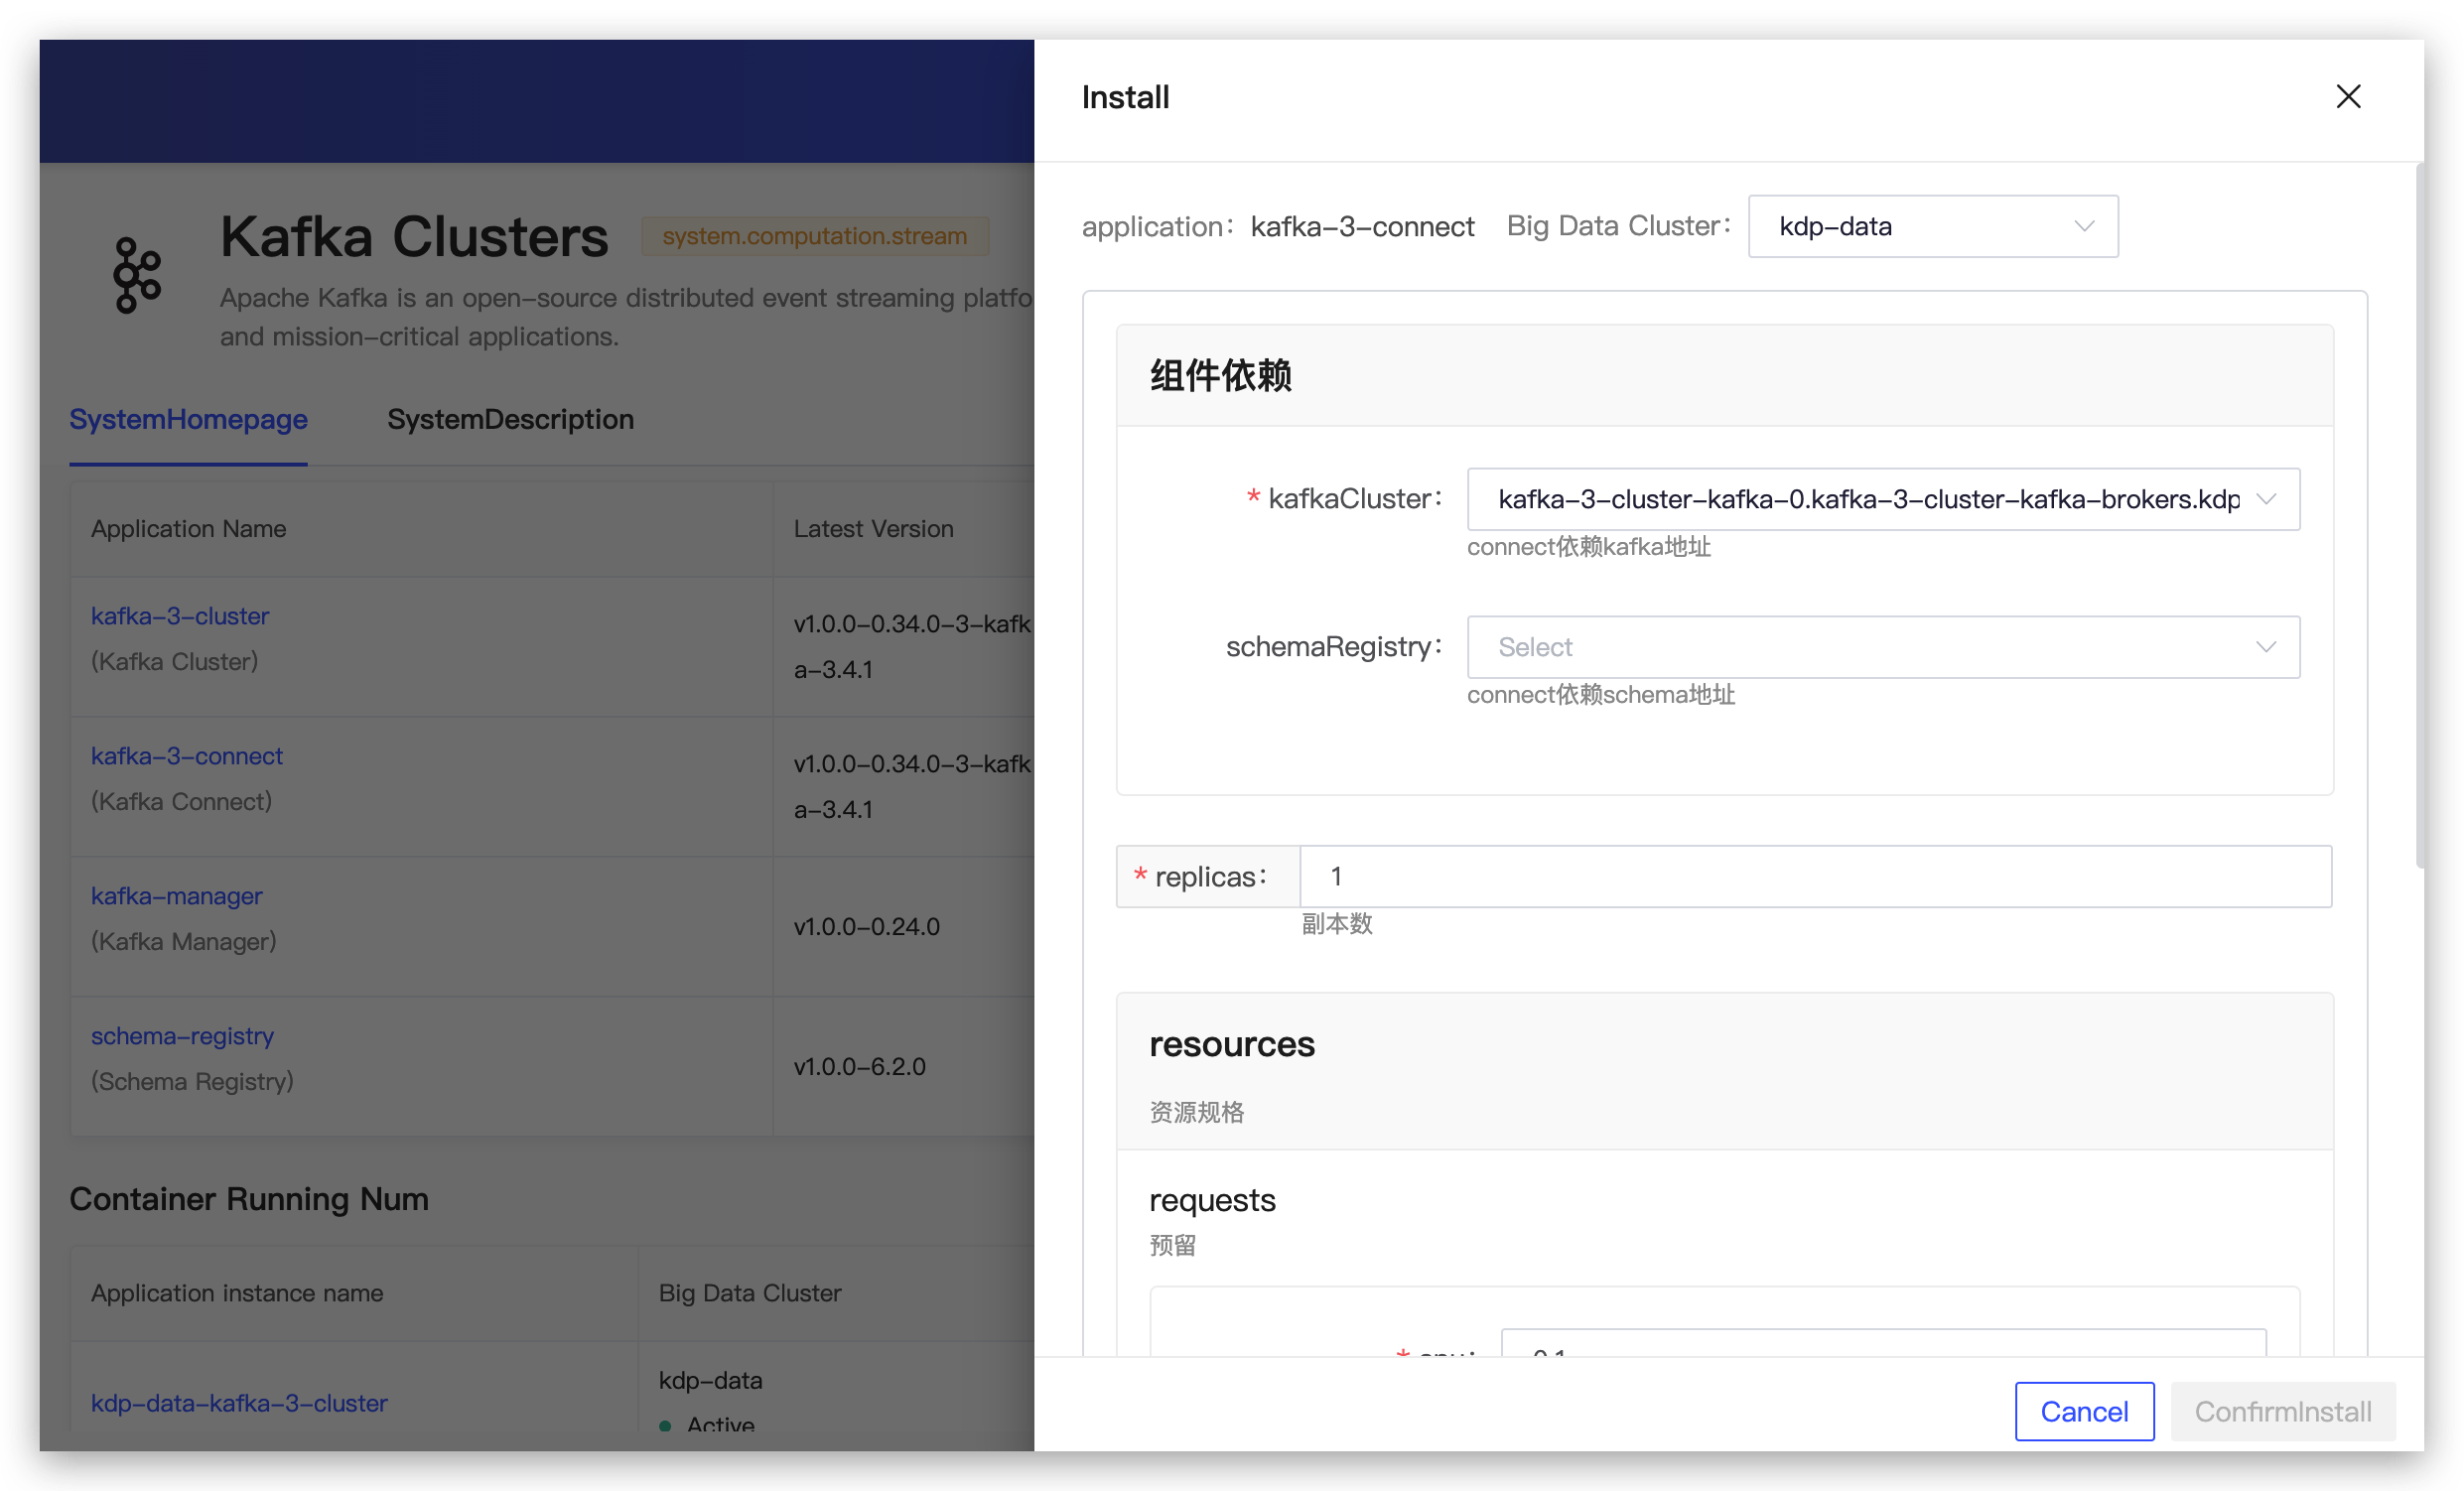 Kafka Clusters system.computation.stream
Apache Kafka is an open-source distributed event streaming platfo
and mission-critical applications.
SystemHomepage SystemDescription
Application Name Latest Version
kafka-3-cluster
(Kafka Cluster)
v1.0.0-0.34.0-3-kafk
a-3.4.1
kafka-3-connect
(Kafka Connect)
v1.0.0-0.34.0-3-kafk
a-3.4.1
kafka-manager
(Kafka Manager)
v1.0.0-0.24.0
schema-registry
(Schema Registry)
v1.0.0-6.2.0
Container Running Num
Application instance name Big Data Cluster
kdp-data-kafka-3-cluster
kdp-data
Active
Install
application: kafka-3-connect Big Data Cluster: kdp-data
组件依赖
* kafkaCluster: kafka-3-cluster-kafka-0.kafka-3-cluster-kafka-brokers.kdp
connect依赖kafka地址
schemaRegistry: Select
connect依赖schema地址
* replicas: 1
副本数
resources
资源规格
requests
预留
* cpu: 0.1
Cancel ConfirmInstall